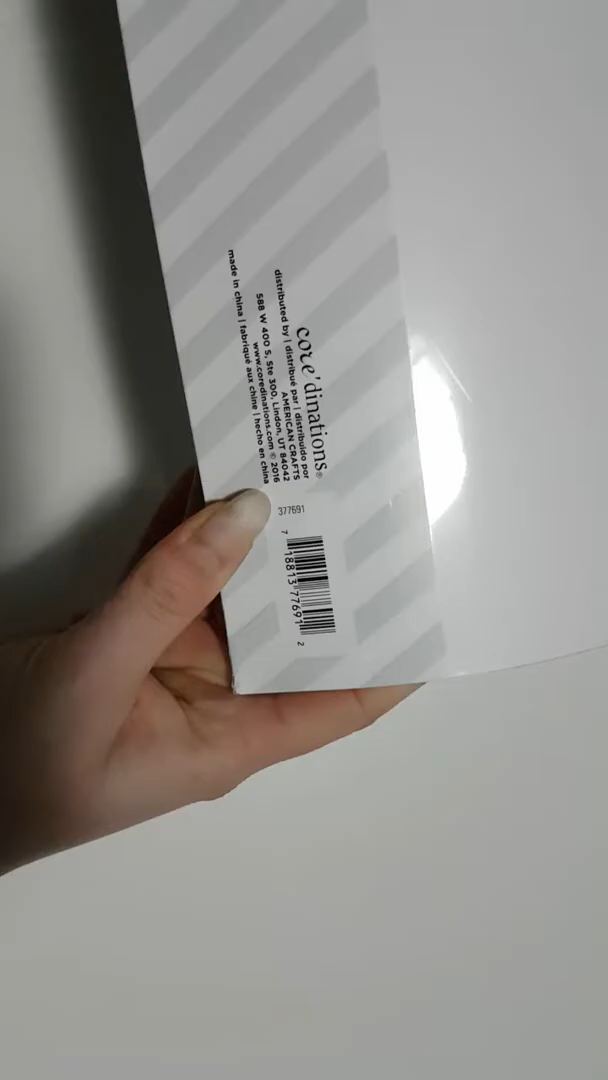 core'dinations®
distributed by | distribué par | distribuido por
AMERICAN CRAFTS
588 W 400 S, Ste 300, Lindon, UT 84042
www.coredinations.com © 2016
made in china | fabriqué aux chine | hecho en china
377691
7 18813 77691 2